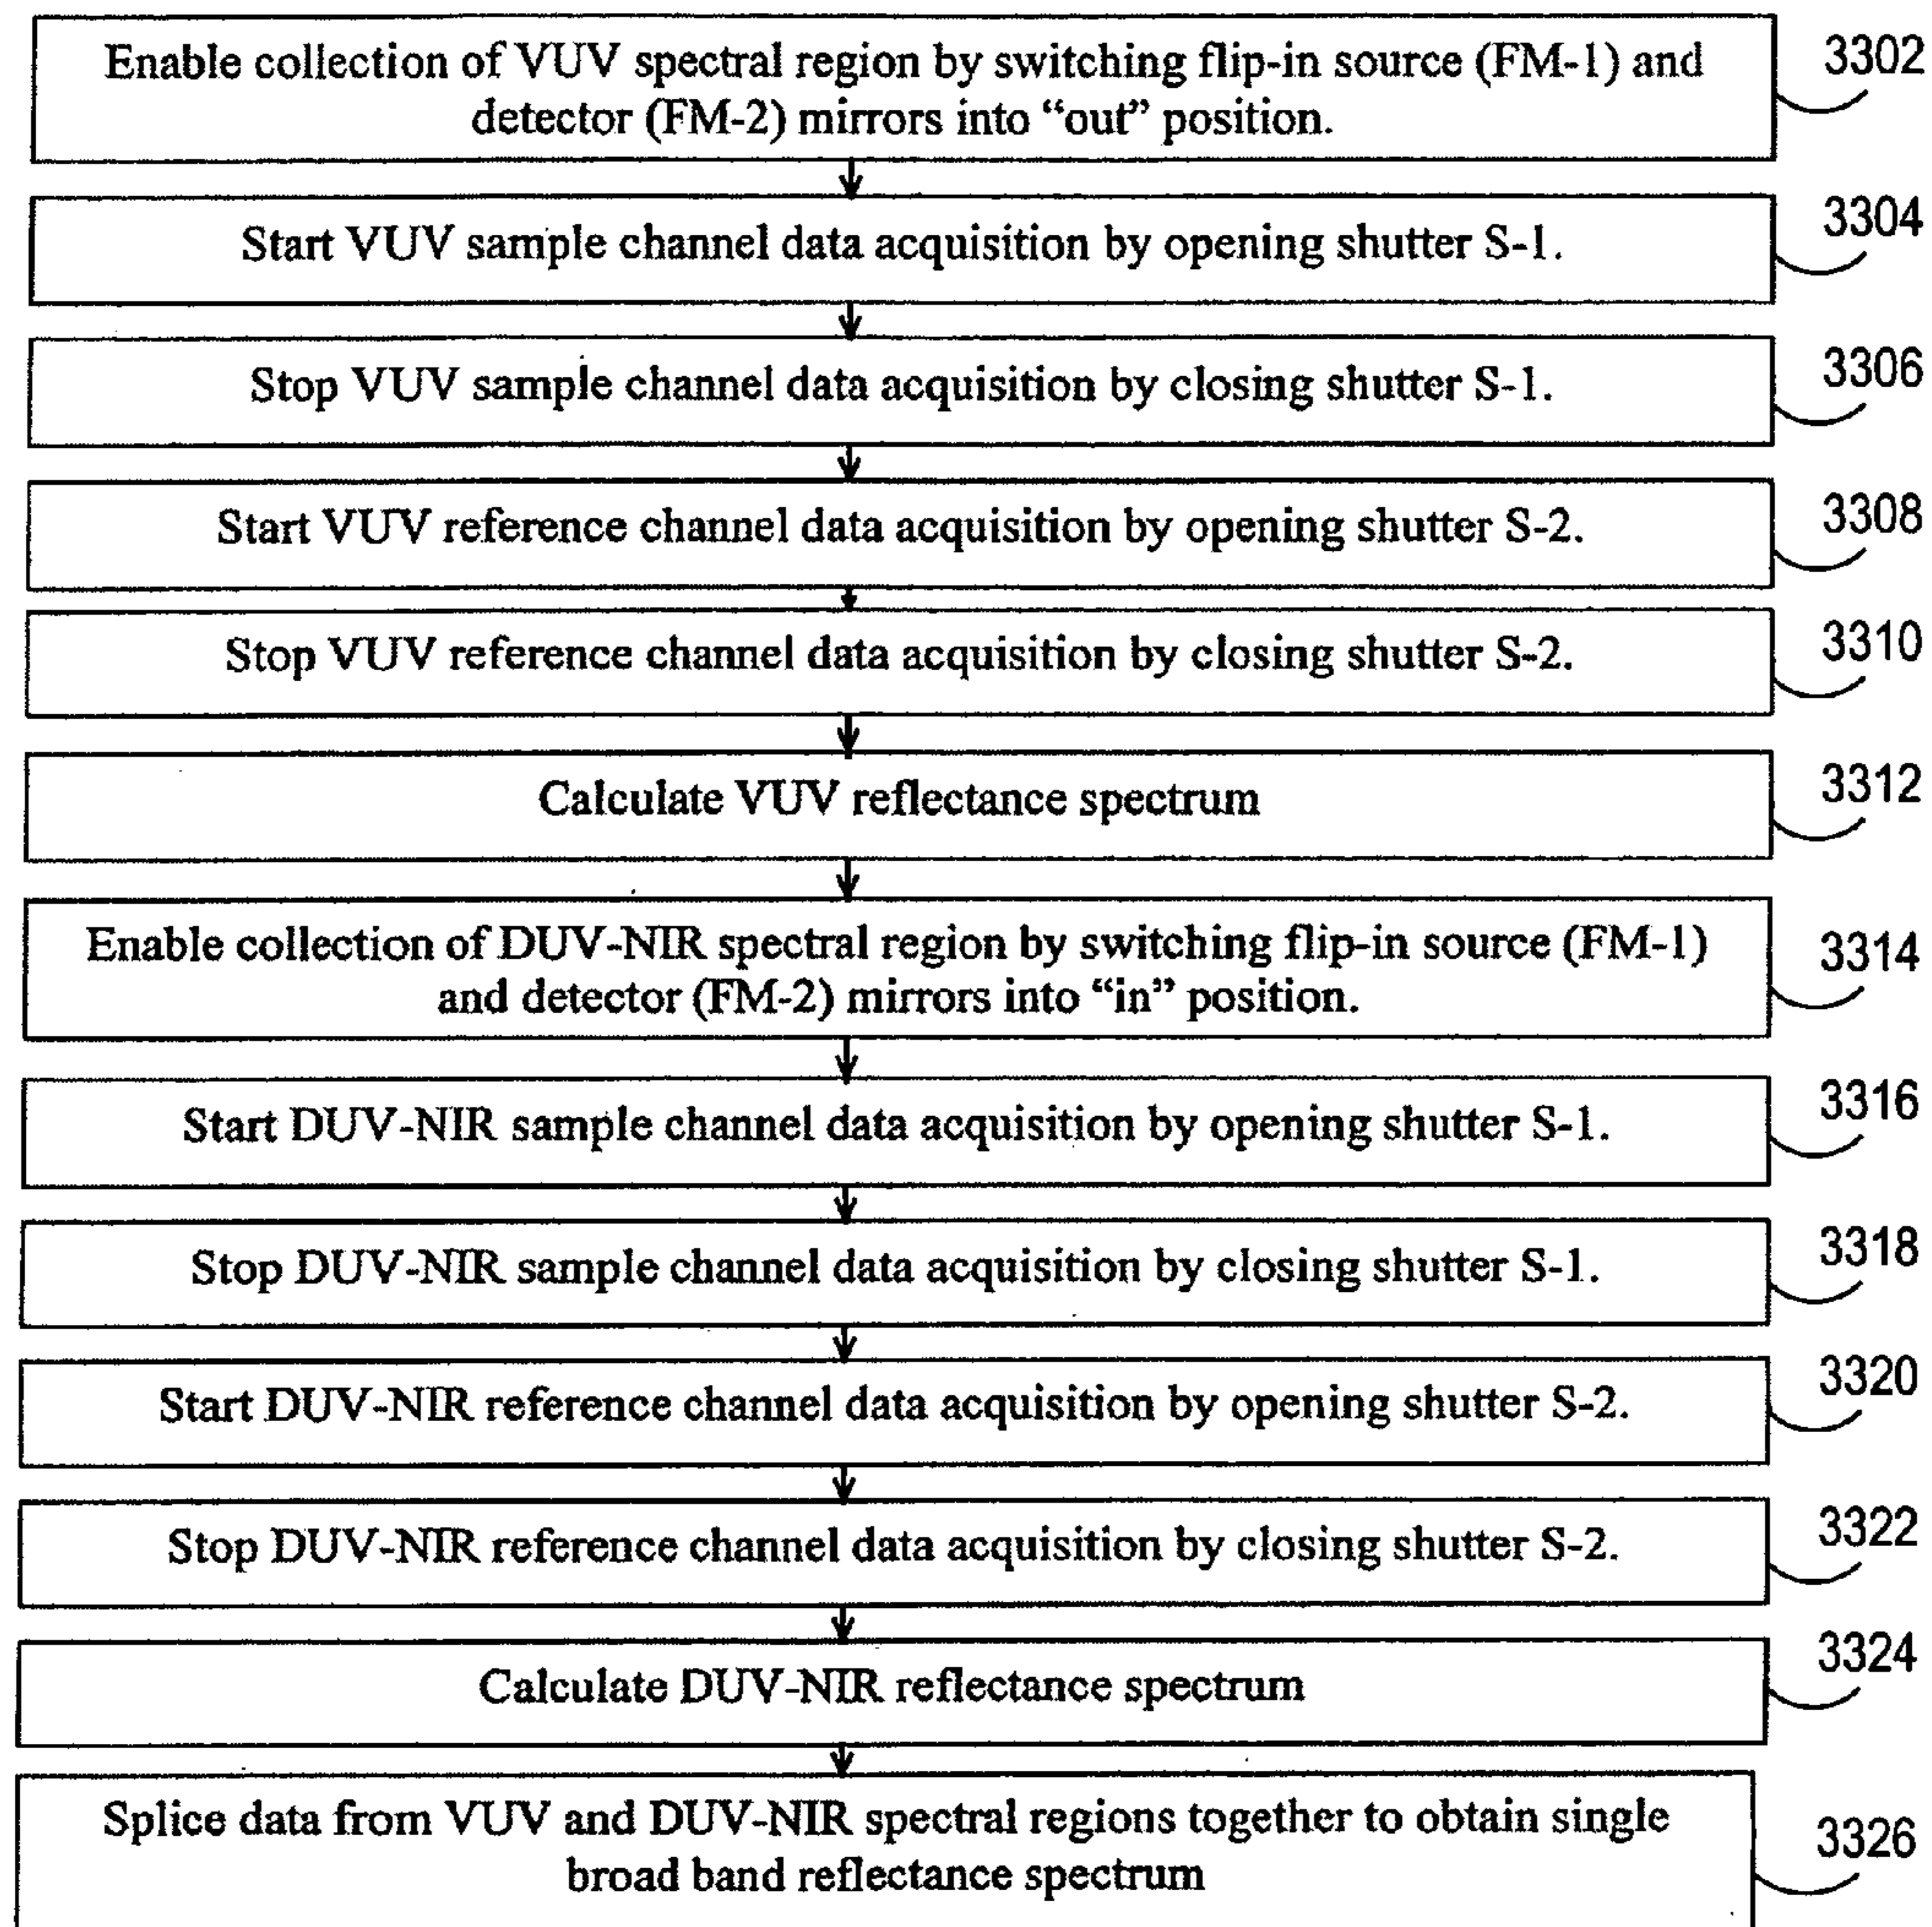 Enable collection of VUV spectral region by switching flip-in source (FM-1) and
detector (FM-2) mirrors into “out” position.
3302
Start VUV sample channel data acquisition by opening shutter S-1.
3304
Stop VUV sample channel data acquisition by closing shutter S-1.
3306
Start VUV reference channel data acquisition by opening shutter S-2.
3308
Stop VUV reference channel data acquisition by closing shutter S-2.
3310
Calculate VUV reflectance spectrum
3312
Enable collection of DUV-NIR spectral region by switching flip-in source (FM-1)
and detector (FM-2) mirrors into “in” position.
3314
Start DUV-NIR sample channel data acquisition by opening shutter S-1.
3316
Stop DUV-NIR sample channel data acquisition by closing shutter S-1.
3318
Start DUV-NIR reference channel data acquisition by opening shutter S-2.
3320
Stop DUV-NIR reference channel data acquisition by closing shutter S-2.
3322
Calculate DUV-NIR reflectance spectrum
3324
Splice data from VUV and DUV-NIR spectral regions together to obtain single
broad band reflectance spectrum
3326